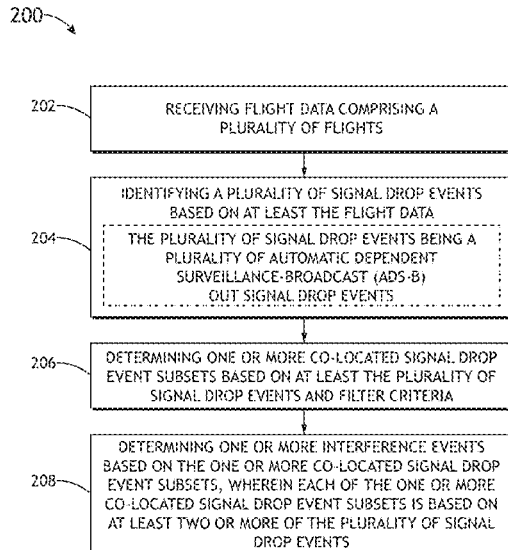 200
202
RECEIVING FLIGHT DATA COMPRISING A
PLURALITY OF FLIGHTS
204
IDENTIFYING A PLURALITY OF SIGNAL DROP EVENTS
BASED ON AT LEAST THE FLIGHT DATA
THE PLURALITY OF SIGNAL DROP EVENTS BEING A
PLURALITY OF AUTOMATIC DEPENDENT
SURVEILLANCE-BROADCAST (ADS-B)
OUT SIGNAL DROP EVENTS
206
DETERMINING ONE OR MORE CO-LOCATED SIGNAL DROP
EVENT SUBSETS BASED ON AT LEAST THE PLURALITY OF
SIGNAL DROP EVENTS AND FILTER CRITERIA
208
DETERMINING ONE OR MORE INTERFERENCE EVENTS
BASED ON THE ONE OR MORE CO-LOCATED SIGNAL DROP
EVENT SUBSETS, WHEREIN EACH OF THE ONE OR MORE
CO-LOCATED SIGNAL DROP EVENT SUBSETS IS BASED ON
AT LEAST TWO OR MORE OF THE PLURALITY OF SIGNAL
DROP EVENTS